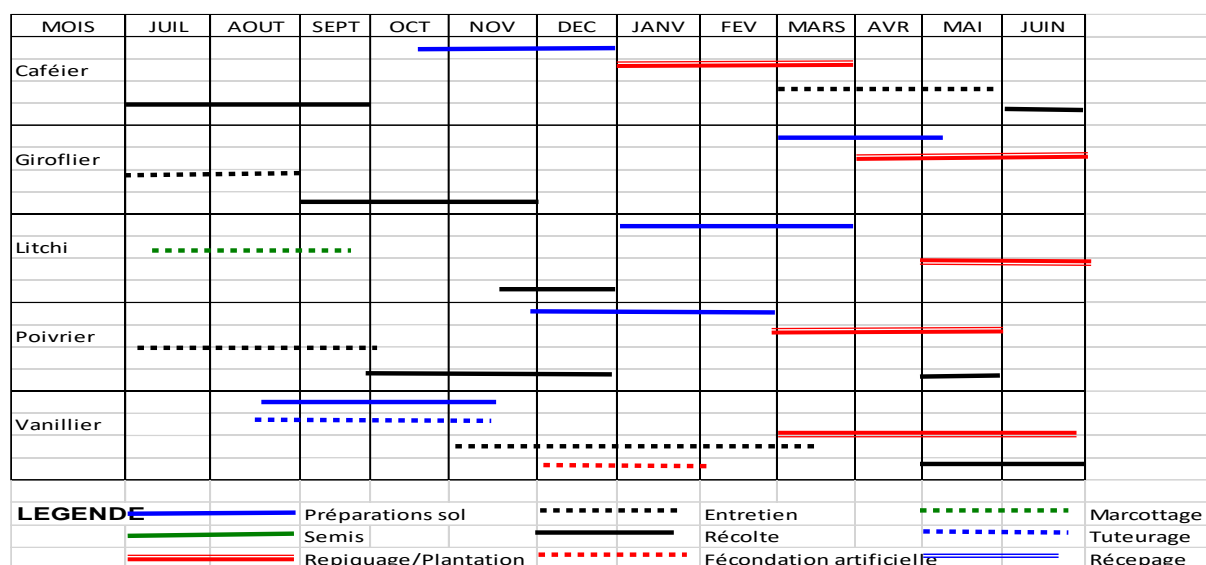 MOIS JUIL AOUT SEPT OCT NOV DEC JANV FEV MARS AVR MAI JUIN
Caféier
Giroflier
Litchi
Poivrier
Vanillier
LEGENDE Préparations sol Entretien Marcottage
Semis Récolte Tuteurage
Repiquage/Plantation Fécondation artificielle Récepage